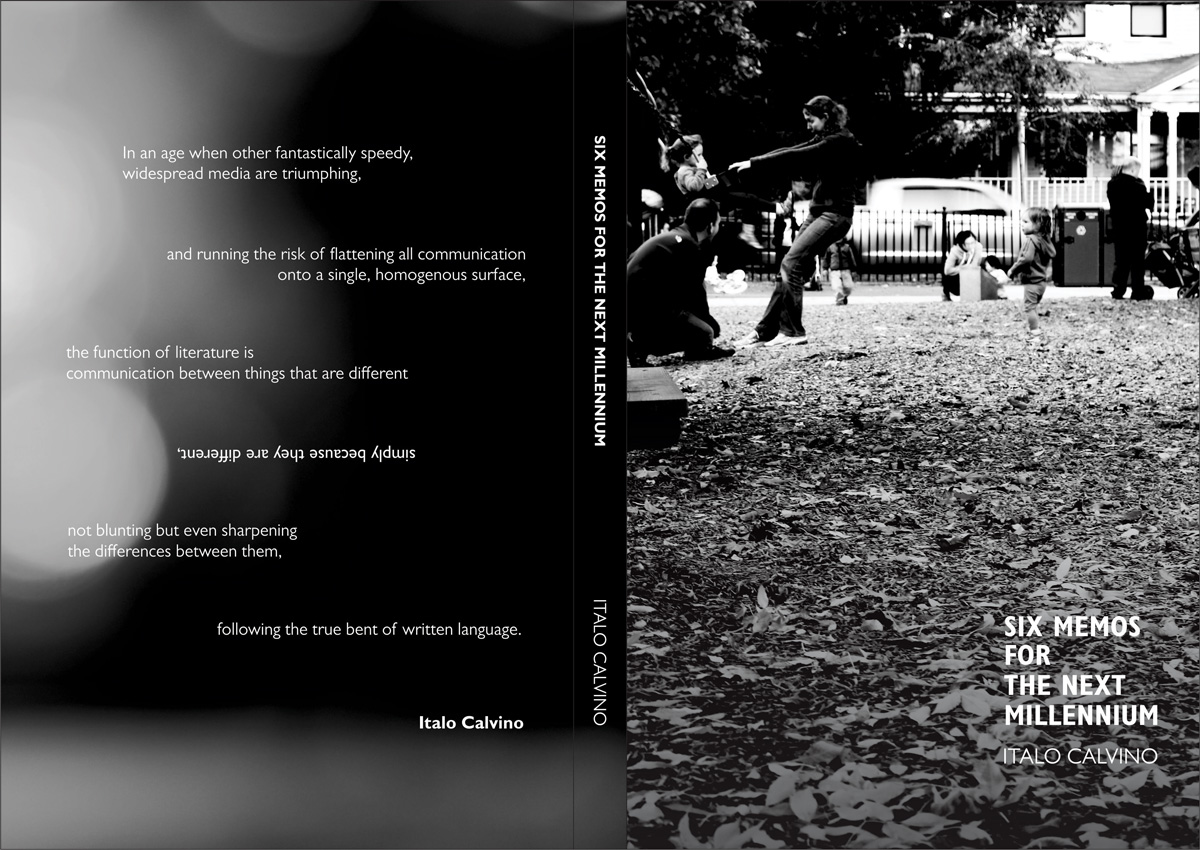 In an age when other fantastically speedy,
widespread media are triumphing,
and running the risk of flattening all communication
onto a single, homogenous surface,
the function of literature is
communication between things that are different
simply because they are different,
not blunting but even sharpening
the differences between them,
following the true bent of written language.
Italo Calvino
SIX MEMOS FOR THE NEXT MILLENNIUM
ITALO CALVINO
SIX MEMOS
FOR
THE NEXT
MILLENNIUM
ITALO CALVINO